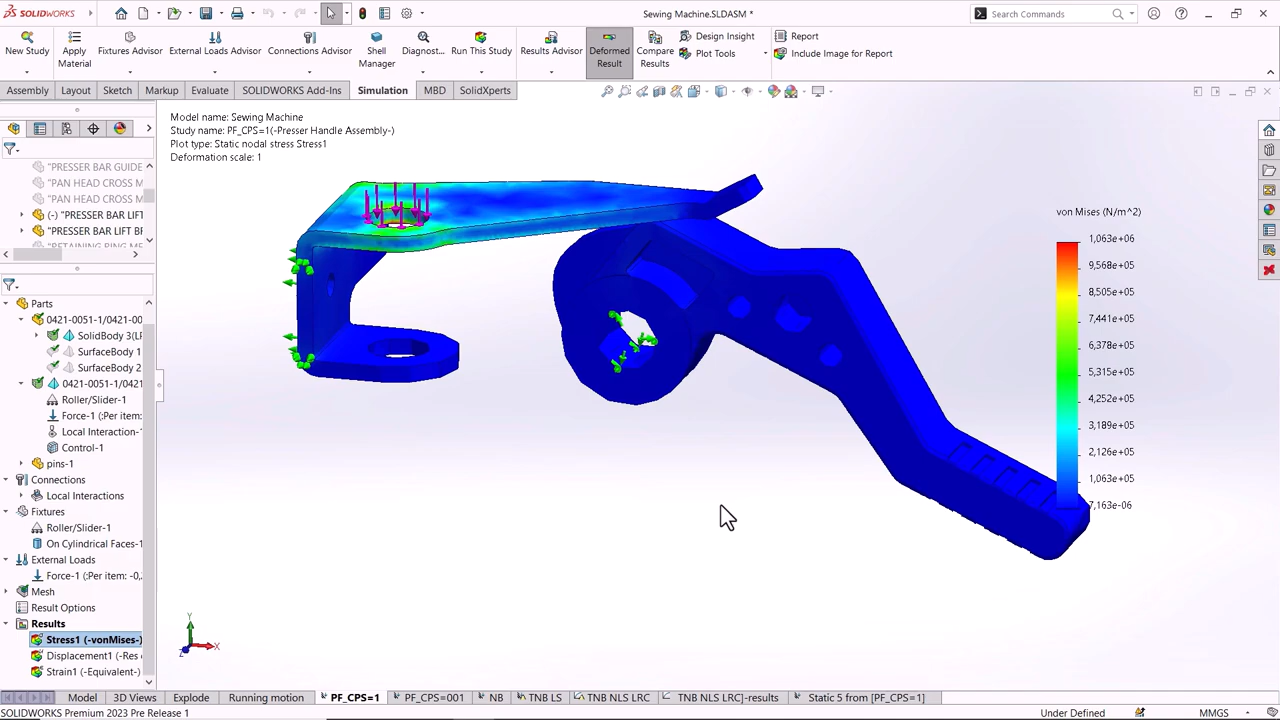 SOLIDWORKS
Sewing Machine.SLDASM *
Search Commands
New Study
Apply Material
Fixtures Advisor
External Loads Advisor
Connections Advisor
Shell Manager
Diagnost...
Run This Study
Results Advisor
Deformed Result
Compare Results
Design Insight
Plot Tools
Report
Include Image for Report
Assembly
Layout
Sketch
Markup
Evaluate
SOLIDWORKS Add-Ins
Simulation
MBD
SolidXperts
"PRESSER BAR GUIDE
"PAN HEAD CROSS M
"PAN HEAD CROSS M
(-) "PRESSER BAR LIFT
"PRESSER BAR LIFT BF
"RETAINING RING ME
Parts
0421-0051-1/0421-00
SolidBody 3(LF
SurfaceBody 1
SurfaceBody 2
0421-0051-1/0421
Roller/Slider-1
Force-1 (:Per item:
Local Interaction-
Control-1
pins-1
Connections
Local Interactions
Fixtures
Roller/Slider-1
On Cylindrical Faces-1
External Loads
Force-1 (:Per item: -0,
Mesh
Result Options
Results
Stress1 (-vonMises-)
Displacement1 (-Res
Strain1 (-Equivalent-)
Model name: Sewing Machine
Study name: PF_CPS=1(-Presser Handle Assembly-)
Plot type: Static nodal stress Stress1
Deformation scale: 1
von Mises (N/m^2)
1,063e+06
9,568e+05
8,505e+05
7,441e+05
6,378e+05
5,315e+05
4,252e+05
3,189e+05
2,126e+05
1,063e+05
7,163e-06
Y
X
Z
Model
3D Views
Explode
Running motion
PF_CPS=1
PF_CPS=001
NB
TNB LS
TNB NLS LRC
TNB NLS LRC]-results
Static 5 from [PF_CPS=1]
SOLIDWORKS Premium 2023 Pre Release 1
Under Defined
MMGS